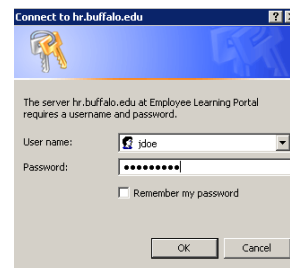 Connect to hr.buffalo.edu
The server hr.buffalo.edu at Employee Learning Portal
requires a username and password.
User name:
jdoe
Password:
●●●●●●●●●
Remember my password
OK
Cancel